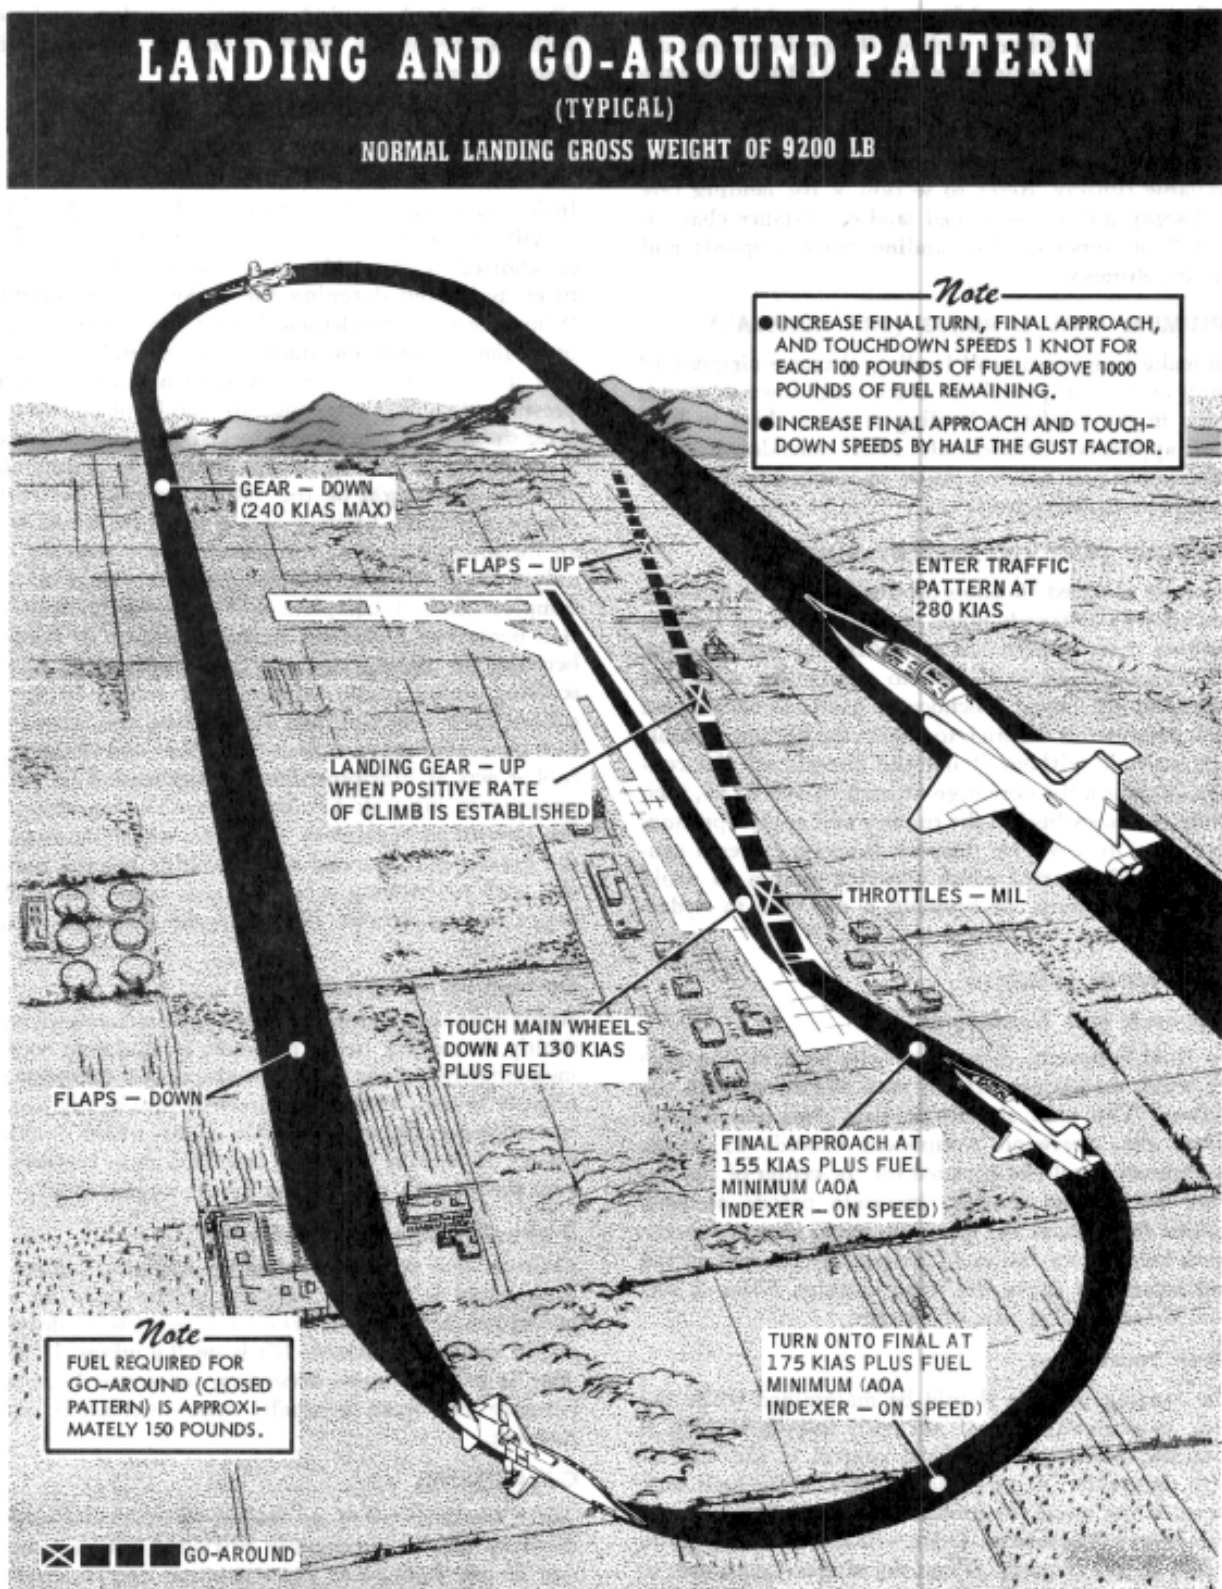 LANDING AND GO-AROUND PATTERN
(TYPICAL)
NORMAL LANDING GROSS WEIGHT OF 9200 LB
Note
● INCREASE FINAL TURN, FINAL APPROACH,
AND TOUCHDOWN SPEEDS 1 KNOT FOR
EACH 100 POUNDS OF FUEL ABOVE 1000
POUNDS OF FUEL REMAINING.
● INCREASE FINAL APPROACH AND TOUCH-
DOWN SPEEDS BY HALF THE GUST FACTOR.
GEAR — DOWN
(240 KIAS MAX)
FLAPS — UP
ENTER TRAFFIC
PATTERN AT
280 KIAS
LANDING GEAR — UP
WHEN POSITIVE RATE
OF CLIMB IS ESTABLISHED
THROTTLES — MIL
TOUCH MAIN WHEELS
DOWN AT 130 KIAS
PLUS FUEL
FLAPS — DOWN
FINAL APPROACH AT
155 KIAS PLUS FUEL
MINIMUM (AOA
INDEXER — ON SPEED)
TURN ONTO FINAL AT
175 KIAS PLUS FUEL
MINIMUM (AOA
INDEXER — ON SPEED)
Note
FUEL REQUIRED FOR
GO-AROUND (CLOSED
PATTERN) IS APPROXI-
MATELY 150 POUNDS.
GO-AROUND